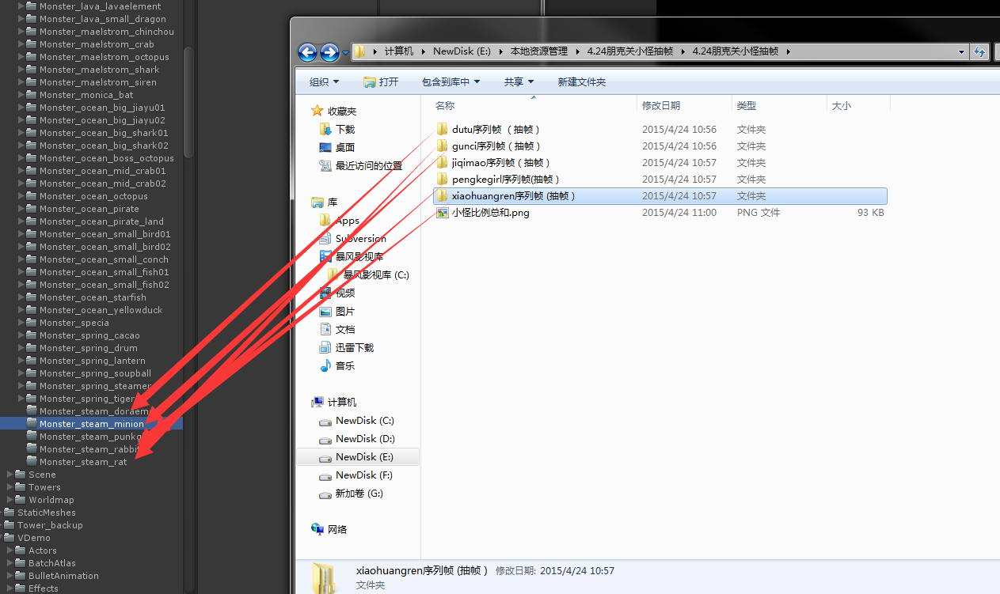 Monster_lava_lavaelement
Monster_lava_small_dragon
Monster_maelstrom_chinchou
Monster_maelstrom_crab
Monster_maelstrom_octopus
Monster_maelstrom_shark
Monster_maelstrom_siren
Monster_monica_bat
Monster_ocean_big_jiayu01
Monster_ocean_big_jiayu02
Monster_ocean_big_shark01
Monster_ocean_big_shark02
Monster_ocean_boss_octopus
Monster_ocean_mid_crab01
Monster_ocean_mid_crab02
Monster_ocean_octopus
Monster_ocean_pirate
Monster_ocean_pirate_land
Monster_ocean_small_bird01
Monster_ocean_small_bird02
Monster_ocean_small_conch
Monster_ocean_small_fish01
Monster_ocean_small_fish02
Monster_ocean_starfish
Monster_ocean_yellowduck
Monster_specia
Monster_spring_cacao
Monster_spring_drum
Monster_spring_lantern
Monster_spring_soupball
Monster_spring_steamer
Monster_spring_tiger
Monster_steam_doraem
Monster_steam_minion
Monster_steam_punkg
Monster_steam_rabbi
Monster_steam_rat
Scene
Towers
Worldmap
StaticMeshes
Tower_backup
VDemo
Actors
BatchAtlas
BulletAnimation
Effects
计算机 NewDisk (E:) 本地资源管理 4.24朋克关小怪抽帧 4.24朋克关小怪抽帧
组织 打开 包含到库中 共享 新建文件夹
收藏夹
下载
桌面
最近访问的位置
库
Apps
Subversion
暴风影视库
暴风影视库 (C:)
视频
图片
文档
迅雷下载
音乐
计算机
NewDisk (C:)
NewDisk (D:)
NewDisk (E:)
NewDisk (F:)
新加卷 (G:)
网络
名称 修改日期 类型 大小
dutu序列帧 （抽帧） 2015/4/24 10:56 文件夹
gunci序列帧（抽帧） 2015/4/24 10:56 文件夹
jiqimao序列帧（抽帧） 2015/4/24 10:57 文件夹
pengkegirl序列帧(抽帧） 2015/4/24 10:57 文件夹
xiaohuangren序列帧 (抽帧 ) 2015/4/24 10:57 文件夹
小怪比例总和.png 2015/4/24 11:00 PNG 文件 93 KB
xiaohuangren序列帧 (抽帧 ) 修改日期: 2015/4/24 10:57
文件夹